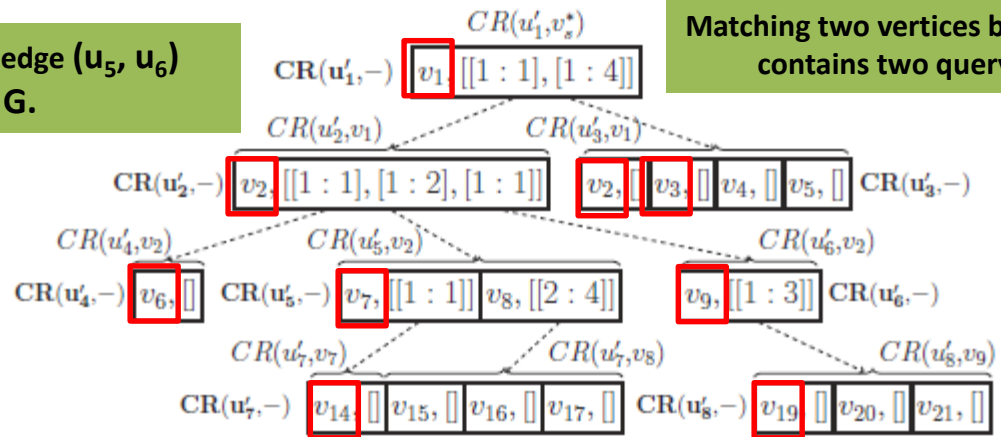 edge (u₅, u₆)
G.
Matching two vertices b
contains two query
CR(u′₁,v*ₛ)
CR(u′₁,−) v₁, [[1 : 1], [1 : 4]]
CR(u′₂,v₁) CR(u′₃,v₁)
CR(u′₂,−) v₂, [[1 : 1], [1 : 2], [1 : 1]] v₂, [] v₃, [] v₄, [] v₅, [] CR(u′₃,−)
CR(u′₄,v₂) CR(u′₅,v₂) CR(u′₆,v₂)
CR(u′₄,−) v₆, [] CR(u′₅,−) v₇, [[1 : 1]] v₈, [[2 : 4]] v₉, [[1 : 3]] CR(u′₆,−)
CR(u′₇,v₇) CR(u′₇,v₈) CR(u′₈,v₉)
CR(u′₇,−) v₁₄, [] v₁₅, [] v₁₆, [] v₁₇, [] CR(u′₈,−) v₁₉, [] v₂₀, [] v₂₁, []